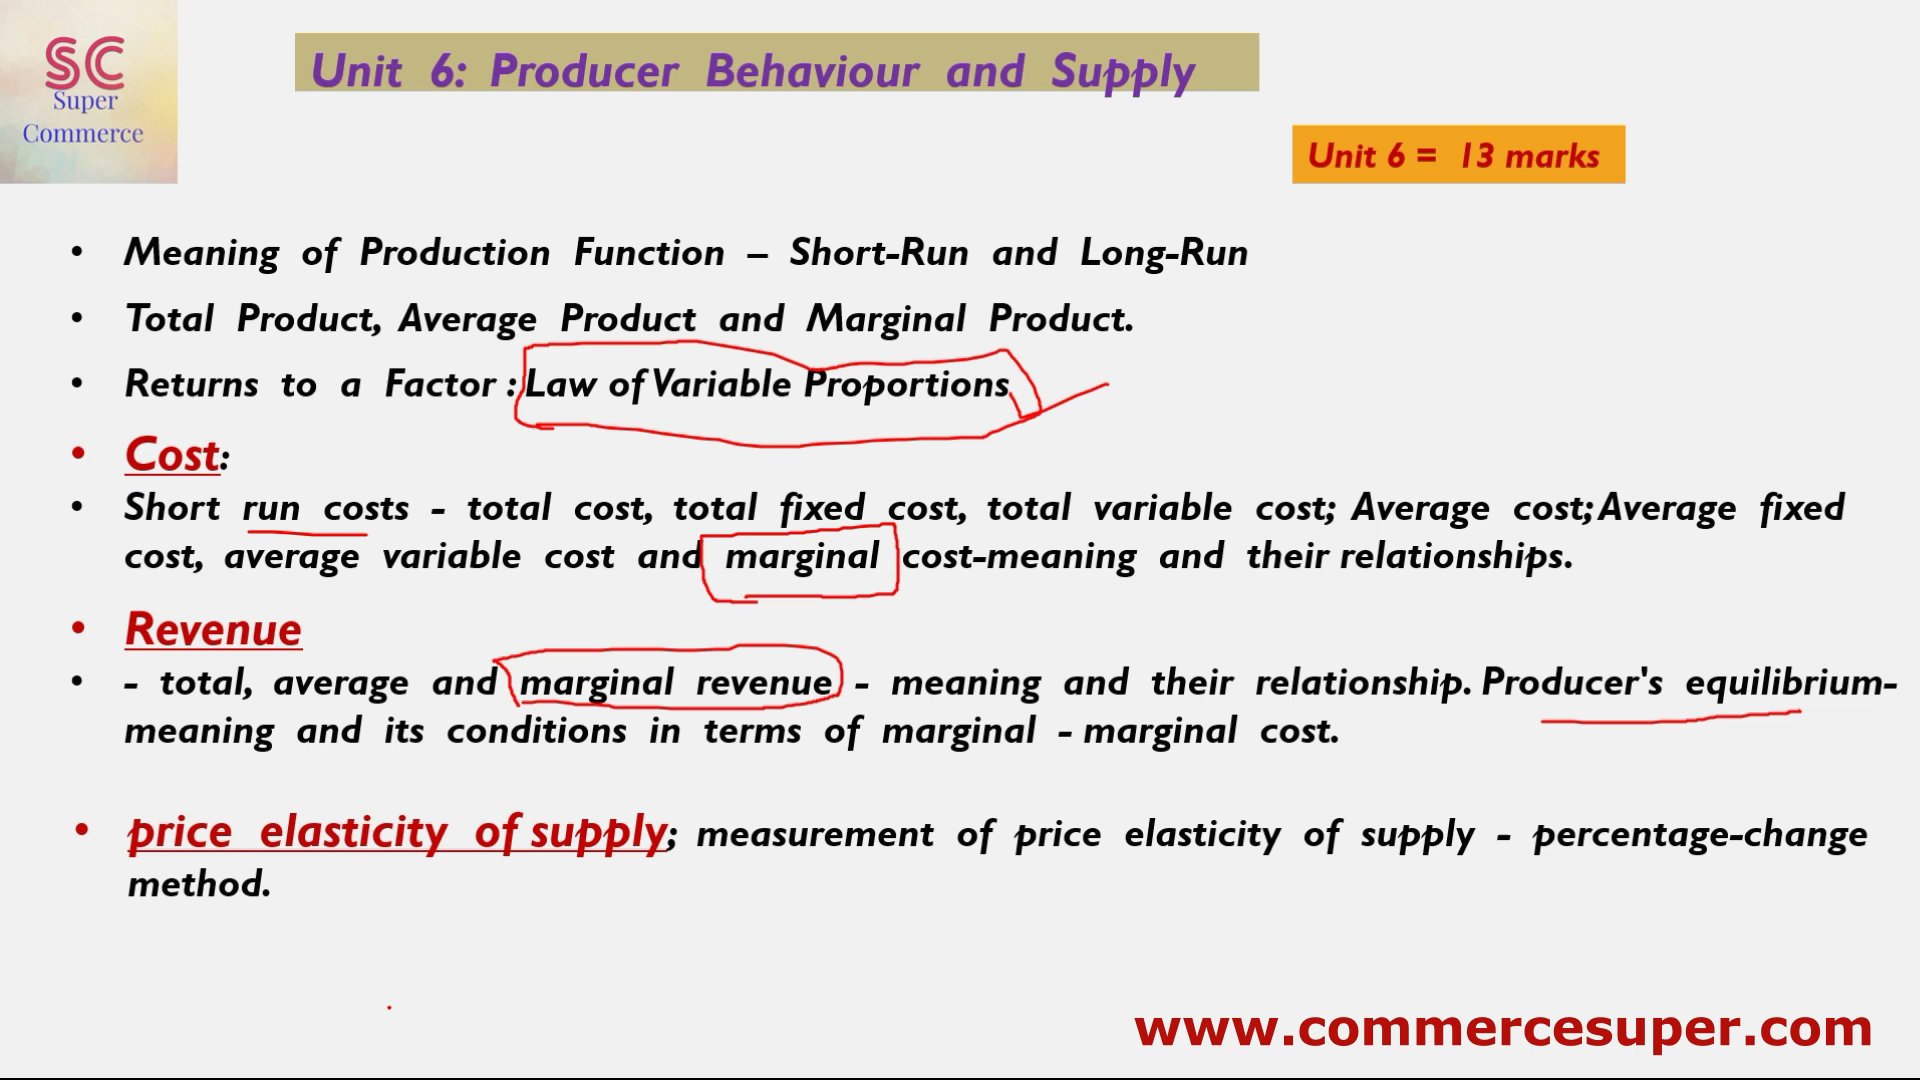 SC
Super
Commerce
Unit 6: Producer Behaviour and Supply
Unit 6 = 13 marks
• Meaning of Production Function – Short-Run and Long-Run
• Total Product, Average Product and Marginal Product.
• Returns to a Factor : Law of Variable Proportions
• Cost:
• Short run costs - total cost, total fixed cost, total variable cost; Average cost; Average fixed
cost, average variable cost and marginal cost-meaning and their relationships.
• Revenue
• - total, average and marginal revenue - meaning and their relationship. Producer's equilibrium-
meaning and its conditions in terms of marginal - marginal cost.
• price elasticity of supply; measurement of price elasticity of supply - percentage-change
method.
www.commercesuper.com